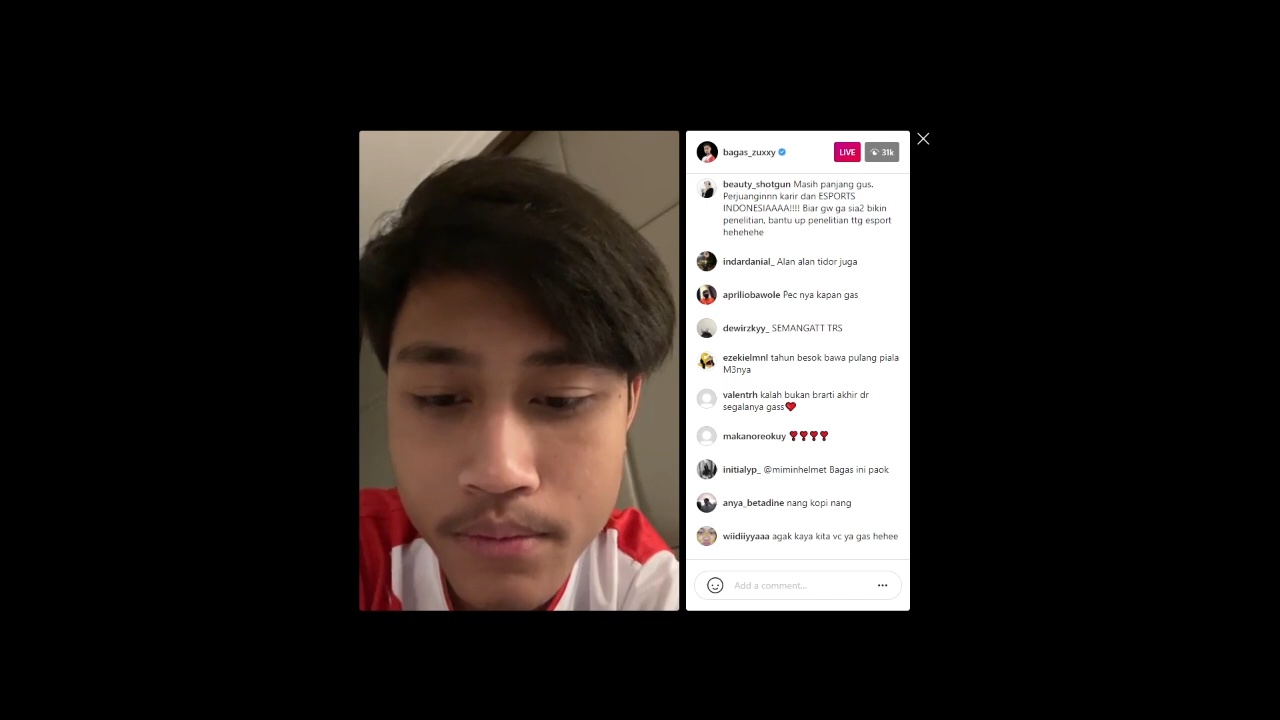 bagas_zuxxy
LIVE
31k
beauty_shotgun Masih panjang gus.
Perjuanginnn karir dan ESPORTS
INDONESIAAAA!!!! Biar gw ga sia2 bikin
penelitian, bantu up penelitian ttg esport
hehehehe
indardanial_ Alan alan tidor juga
apriliobawole Pec nya kapan gas
dewirzkyy_ SEMANGATT TRS
ezekielmnl tahun besok bawa pulang piala
M3nya
valentrh kalah bukan brarti akhir dr
segalanya gass❤️
makanoreokuy ❣️❣️❣️❣️
initialyp_ @miminhelmet Bagas ini paok
anya_betadine nang kopi nang
wiidiiyyaaa agak kaya kita vc ya gas hehee
Add a comment...